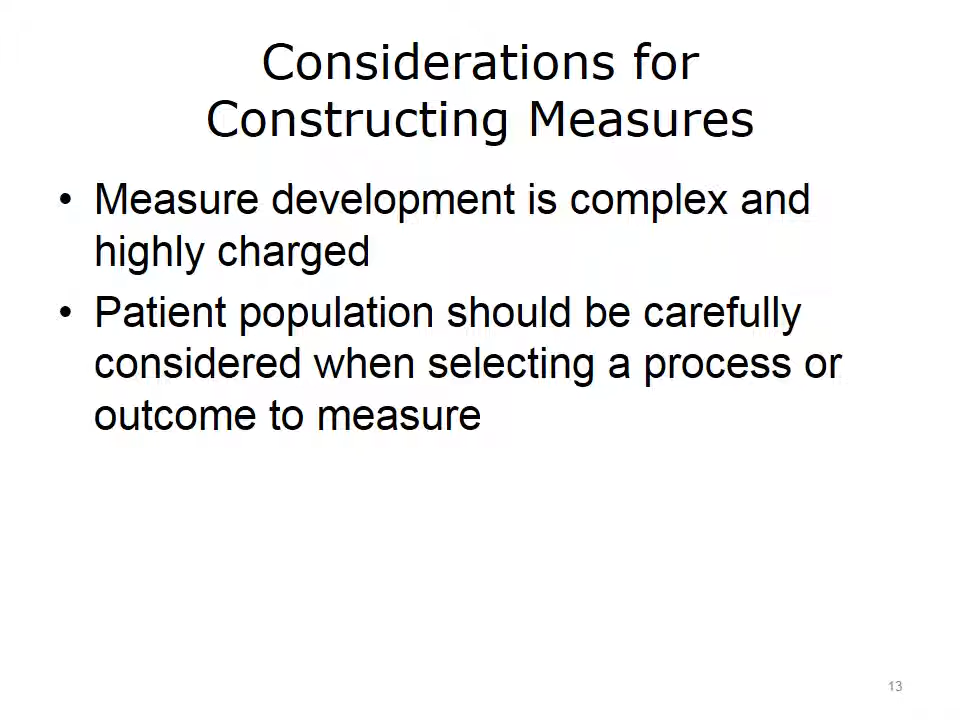 Considerations for
Constructing Measures
• Measure development is complex and
highly charged
• Patient population should be carefully
considered when selecting a process or
outcome to measure
13